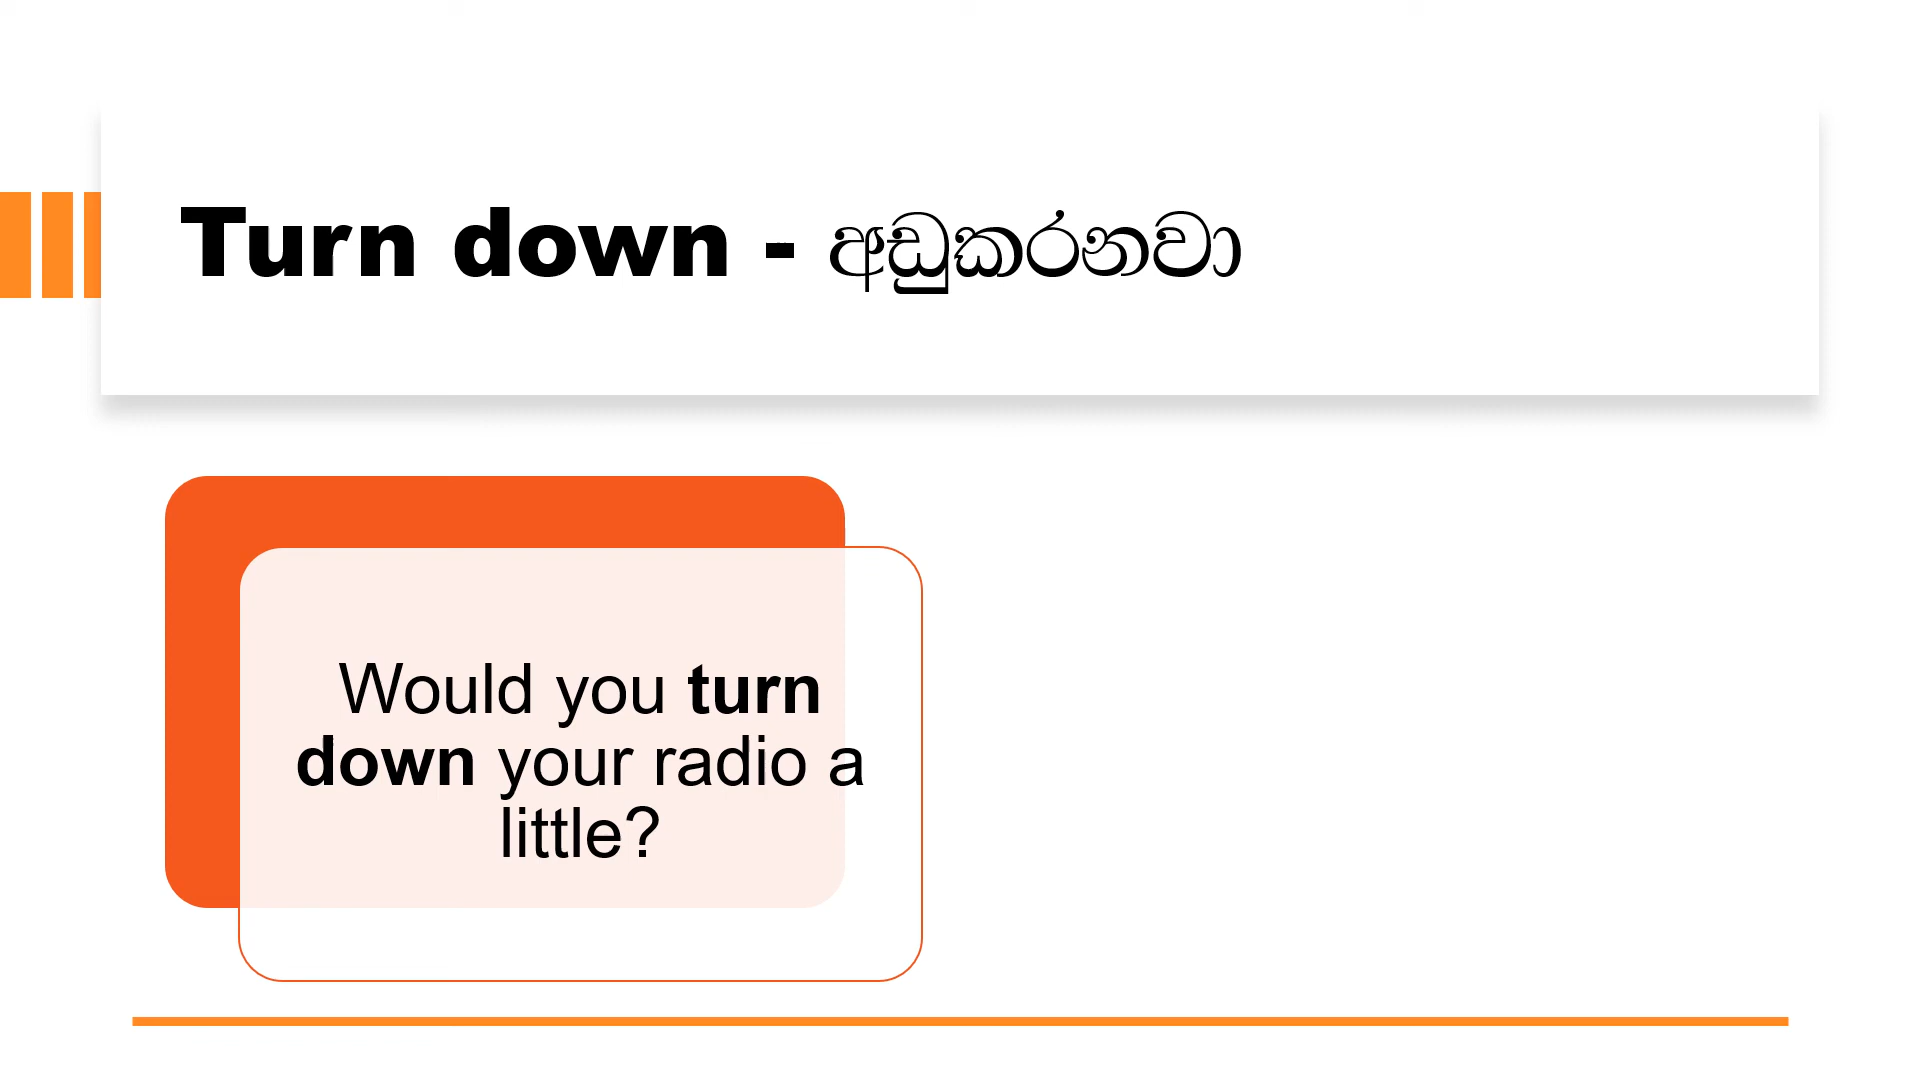 Turn down - අඩුකරනවා
Would you turn
down your radio a
little?